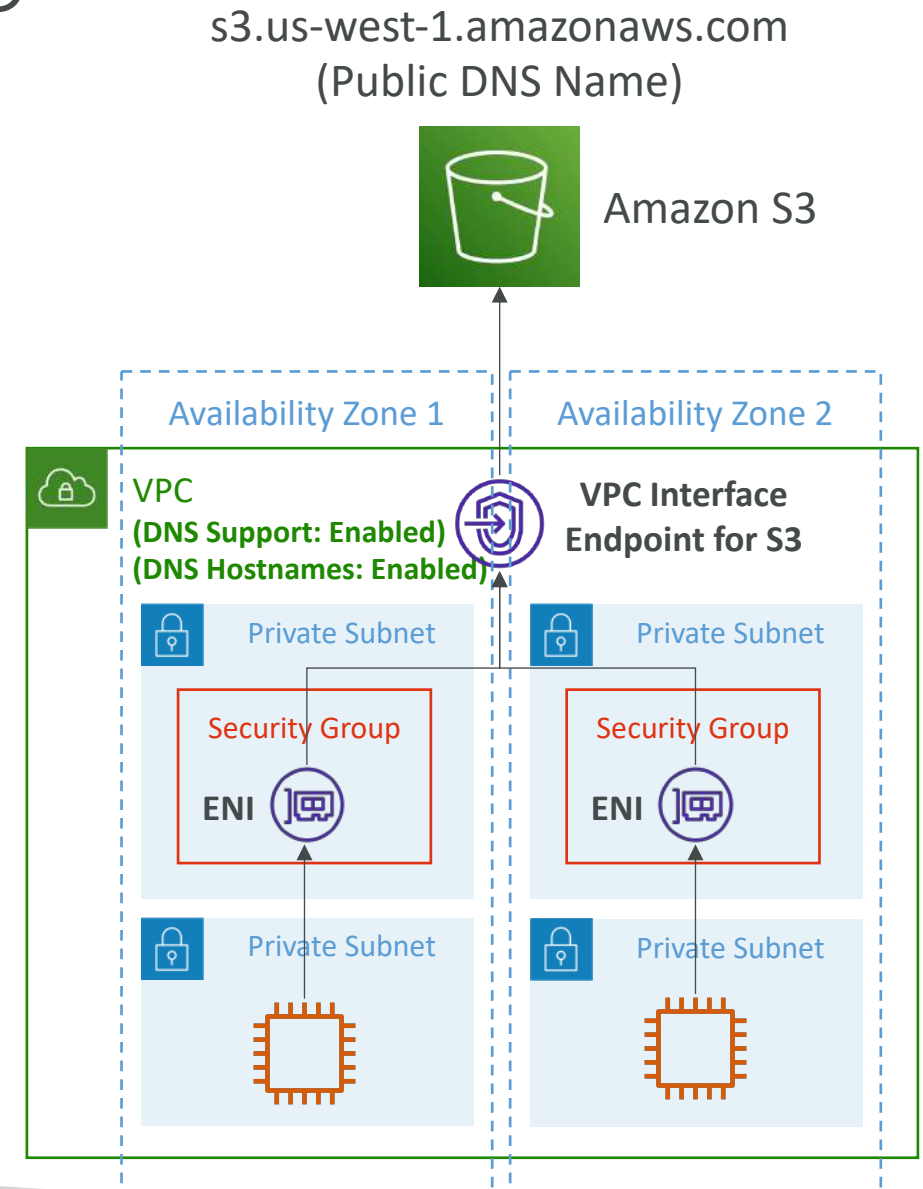 s3.us-west-1.amazonaws.com
(Public DNS Name)
Amazon S3
Availability Zone 1
Availability Zone 2
VPC
(DNS Support: Enabled)
(DNS Hostnames: Enabled)
VPC Interface
Endpoint for S3
Private Subnet
Private Subnet
Security Group
Security Group
ENI
ENI
Private Subnet
Private Subnet